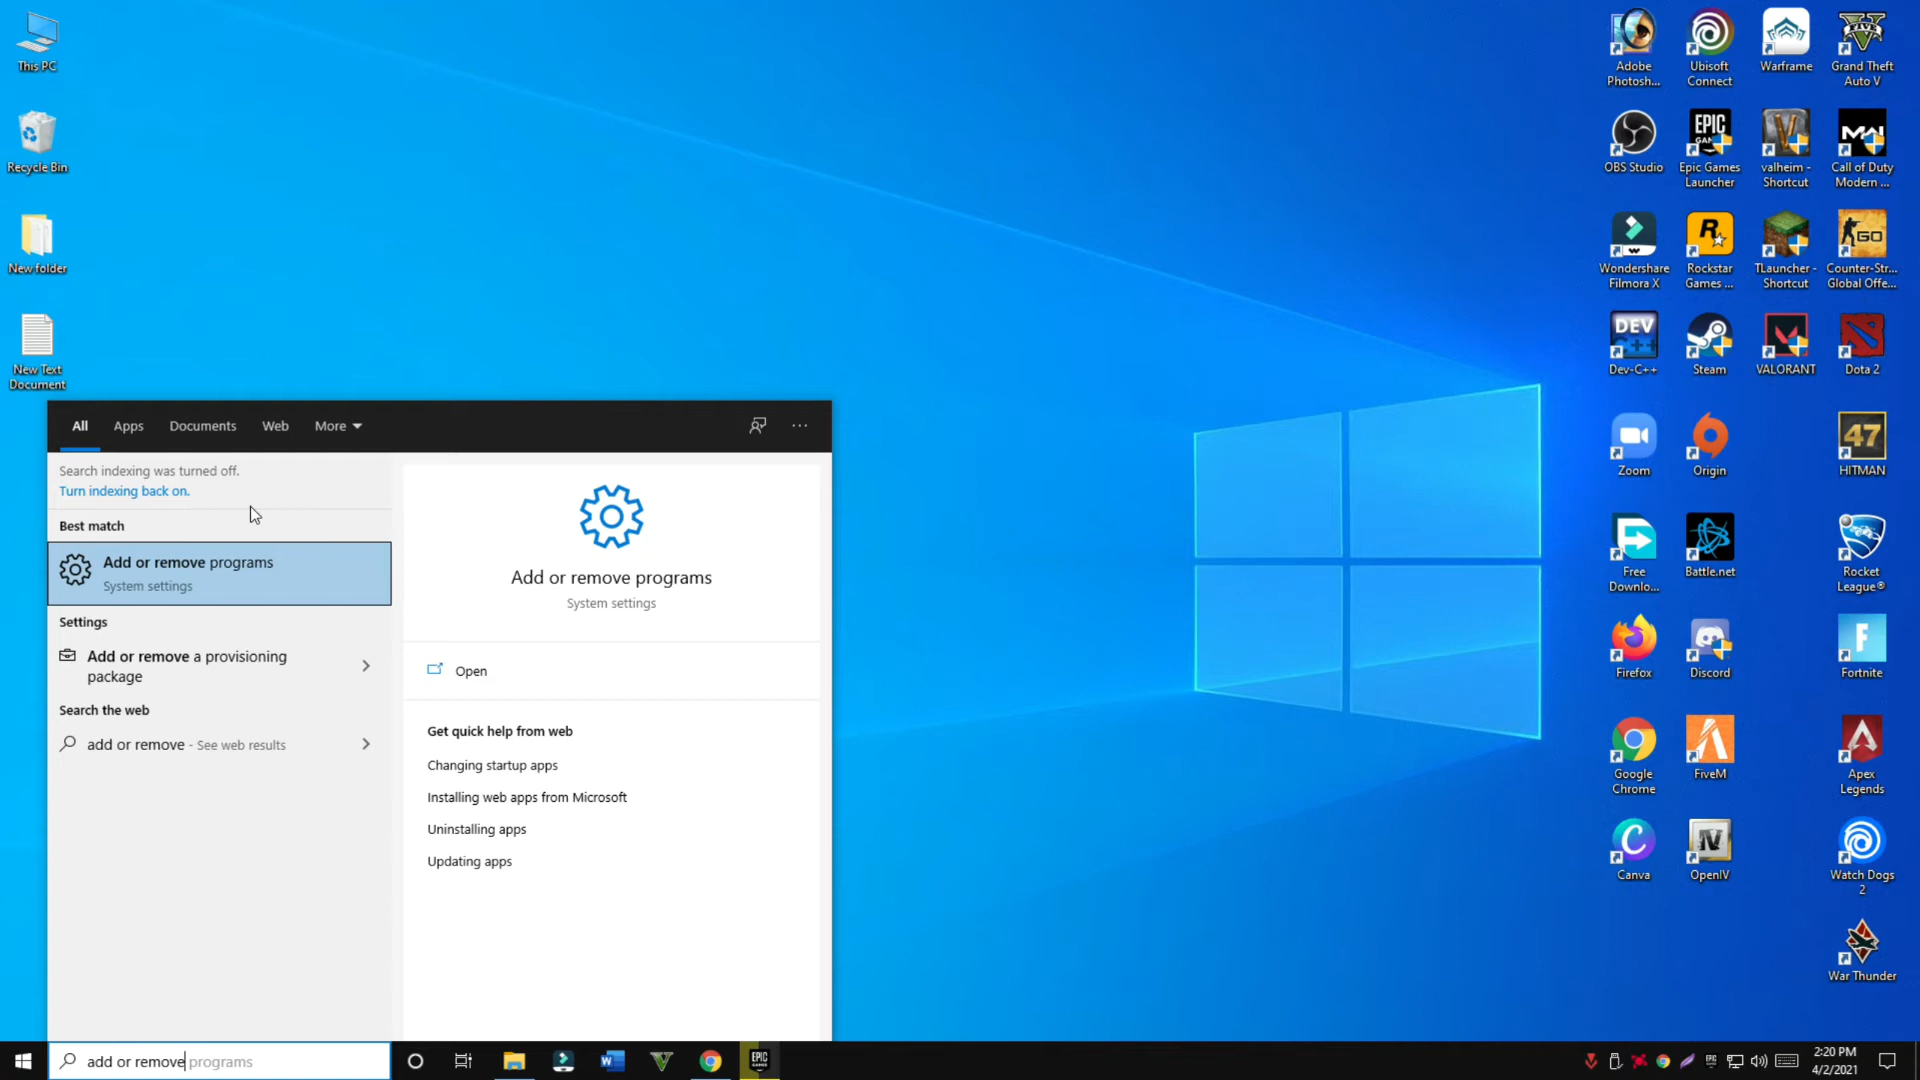 This PC
Recycle Bin
New folder
New Text
Document
Adobe
Photosh...
Ubisoft
Connect
Warframe
Grand Theft
Auto V
OBS Studio
EPIC
Epic Games
Launcher
valheim -
Shortcut
Call of Duty
Modern ...
Wondershare
Filmora X
Rockstar
Games ...
TLauncher -
Shortcut
GO
Counter-Str...
Global Offe...
DEV
C++
Dev-C++
Steam
VALORANT
Dota 2
Zoom
Origin
47
HITMAN
Free
Downlo...
Battle.net
Rocket
League®
Firefox
Discord
Fortnite
Google
Chrome
FiveM
Apex
Legends
Canva
OpenIV
Watch Dogs
2
War Thunder
All Apps Documents Web More
Search indexing was turned off.
Turn indexing back on.
Best match
Add or remove programs
System settings
Settings
Add or remove a provisioning
package
Search the web
add or remove - See web results
Add or remove programs
System settings
Open
Get quick help from web
Changing startup apps
Installing web apps from Microsoft
Uninstalling apps
Updating apps
add or remove programs
EPIC
2:20 PM
4/2/2021